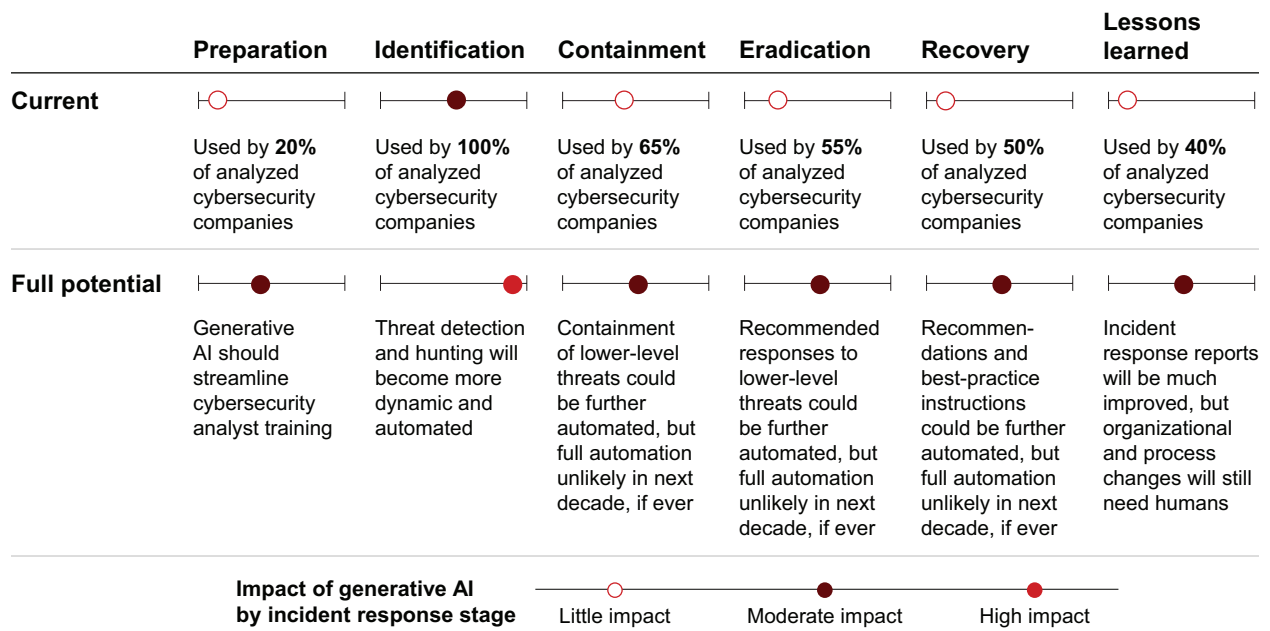 Preparation
Identification
Containment
Eradication
Recovery
Lessons
learned
Current
Used by 20%
of analyzed
cybersecurity
companies
Used by 100%
of analyzed
cybersecurity
companies
Used by 65%
of analyzed
cybersecurity
companies
Used by 55%
of analyzed
cybersecurity
companies
Used by 50%
of analyzed
cybersecurity
companies
Used by 40%
of analyzed
cybersecurity
companies
Full potential
Generative
AI should
streamline
cybersecurity
analyst training
Threat detection
and hunting will
become more
dynamic and
automated
Containment
of lower-level
threats could
be further
automated, but
full automation
unlikely in next
decade, if ever
Recommended
responses to
lower-level
threats could
be further
automated, but
full automation
unlikely in next
decade, if ever
Recommen-
dations and
best-practice
instructions
could be further
automated, but
full automation
unlikely in next
decade, if ever
Incident
response reports
will be much
improved, but
organizational
and process
changes will still
need humans
Impact of generative AI
by incident response stage
Little impact
Moderate impact
High impact